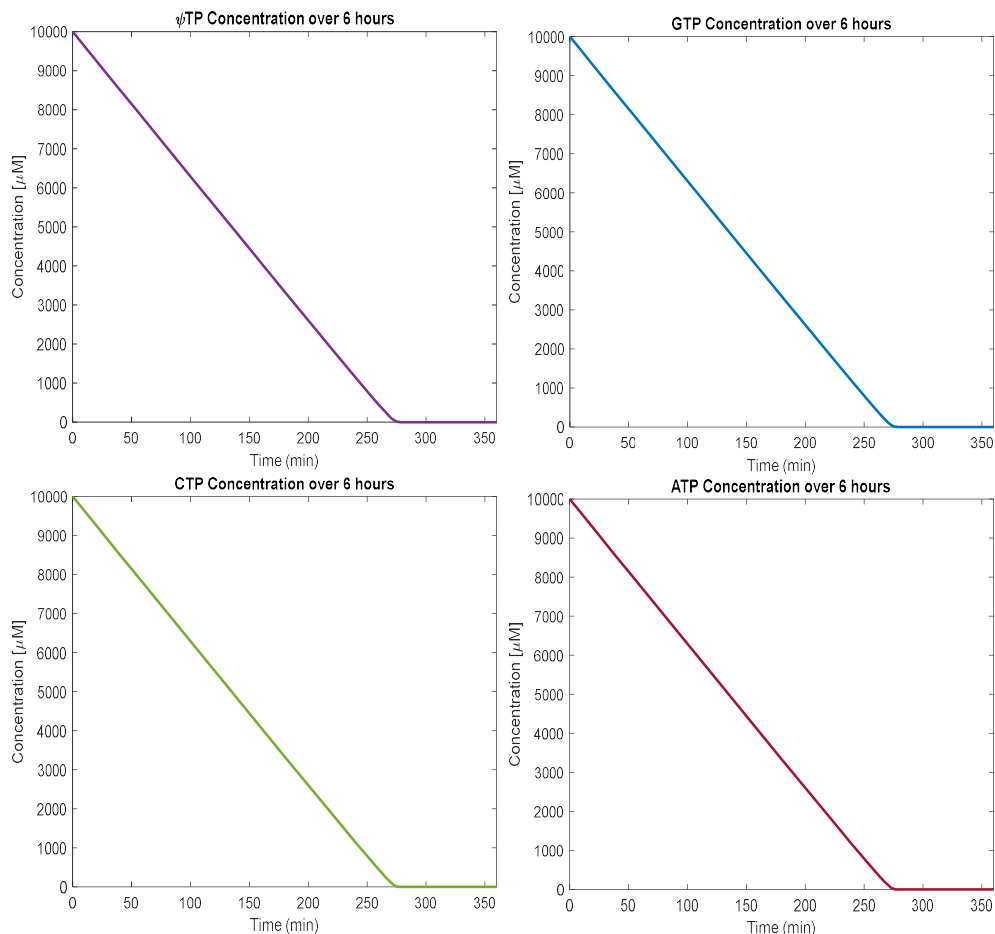 ψTP Concentration over 6 hours
10000
9000
8000
7000
6000
5000
4000
3000
2000
1000
0
Concentration [μM]
0 50 100 150 200 250 300 350
Time (min)
GTP Concentration over 6 hours
10000
9000
8000
7000
6000
5000
4000
3000
2000
1000
0
Concentration [μM]
0 50 100 150 200 250 300 350
Time (min)
CTP Concentration over 6 hours
10000
9000
8000
7000
6000
5000
4000
3000
2000
1000
0
Concentration [μM]
0 50 100 150 200 250 300 350
Time (min)
ATP Concentration over 6 hours
10000
9000
8000
7000
6000
5000
4000
3000
2000
1000
0
Concentration [μM]
0 50 100 150 200 250 300 350
Time (min)